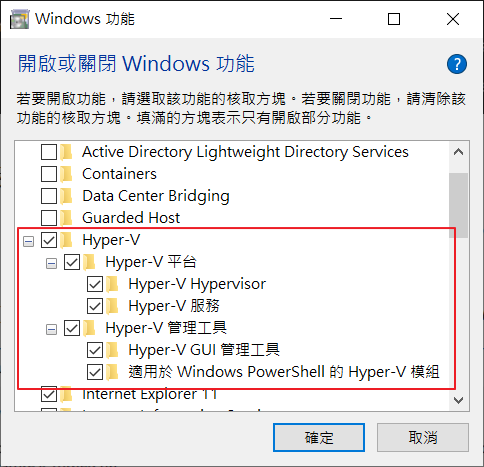 Windows 功能
開啟或關閉 Windows 功能
若要開啟功能，請選取該功能的核取方塊。若要關閉功能，請清除該
功能的核取方塊。填滿的方塊表示只有開啟部分功能。
Active Directory Lightweight Directory Services
Containers
Data Center Bridging
Guarded Host
Hyper-V
Hyper-V 平台
Hyper-V Hypervisor
Hyper-V 服務
Hyper-V 管理工具
Hyper-V GUI 管理工具
適用於 Windows PowerShell 的 Hyper-V 模組
Internet Explorer 11
確定
取消